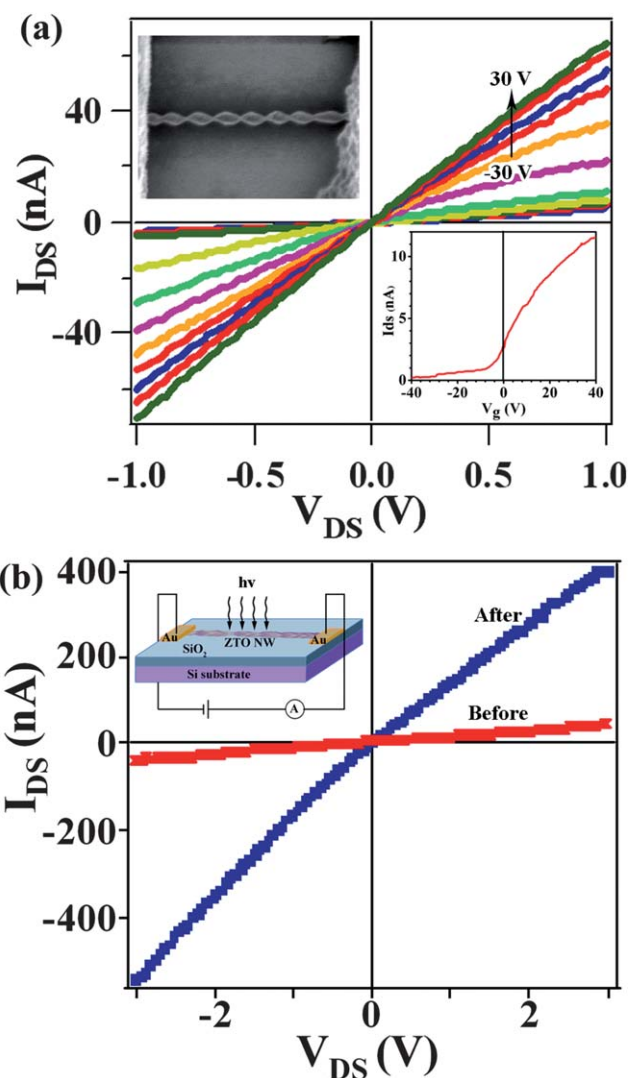 (a)
I_DS (nA)
40
0
-40
30 V
-30 V
Ids (nA)
10
5
0
-40
-20
0
20
40
V_g (V)
-1.0
-0.5
0.0
0.5
1.0
V_DS (V)
(b)
I_DS (nA)
400
200
0
-200
-400
hν
Au
Au
SiO₂
ZTO NW
Si substrate
A
After
Before
-2
0
2
V_DS (V)